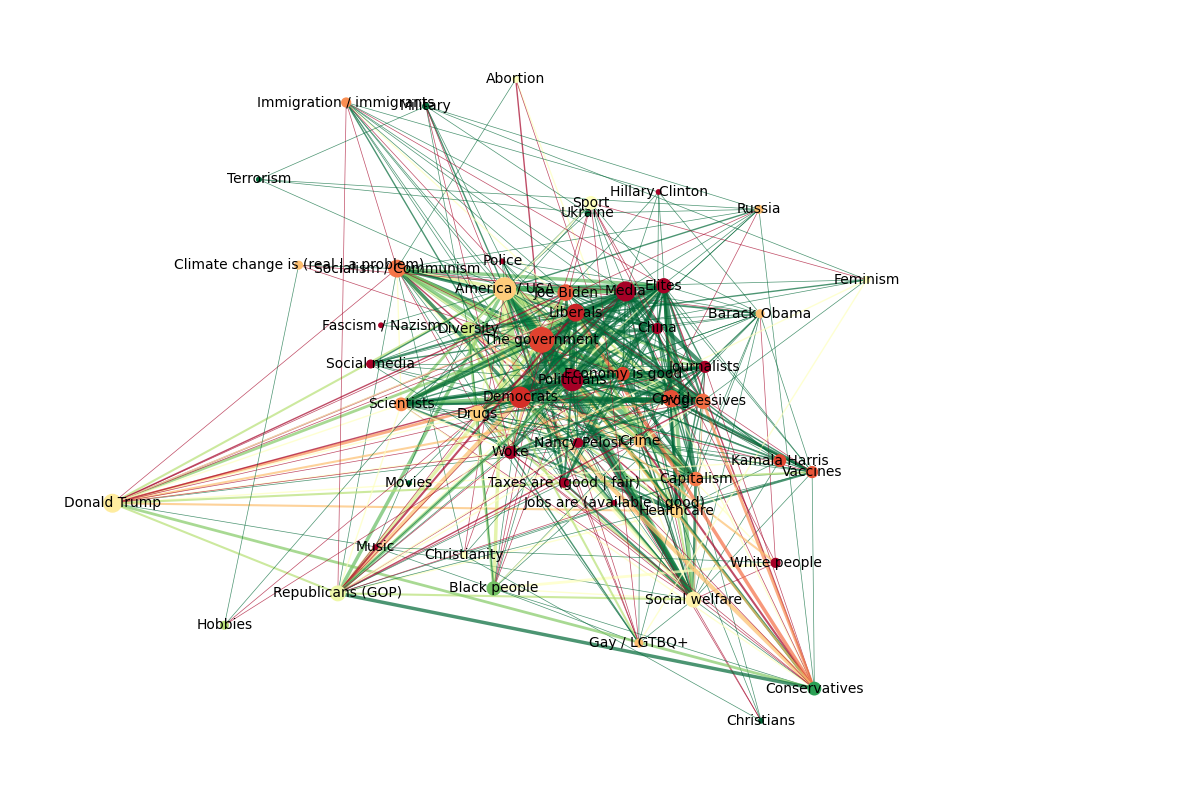 Abortion
Immigration / immigrants
Military
Terrorism
Hillary Clinton
Sport
Ukraine
Russia
Police
Climate change is (real | a problem)
Socialism / Communism
Feminism
America / USA
Joe Biden
Media
Elites
Liberals
Barack Obama
Fascism - Nazism
Diversity
China
The government
Social media
Economy is good
Journalists
Politicians
Democrats
Covid
Progressives
Scientists
Drugs
Woke
Nancy Pelosi
Crime
Kamala Harris
Vaccines
Movies
Taxes are (good | fair)
Capitalism
Donald Trump
Jobs are (available | good)
Healthcare
Music
Christianity
White people
Republicans (GOP)
Black people
Social welfare
Hobbies
Gay / LGTBQ+
Conservatives
Christians